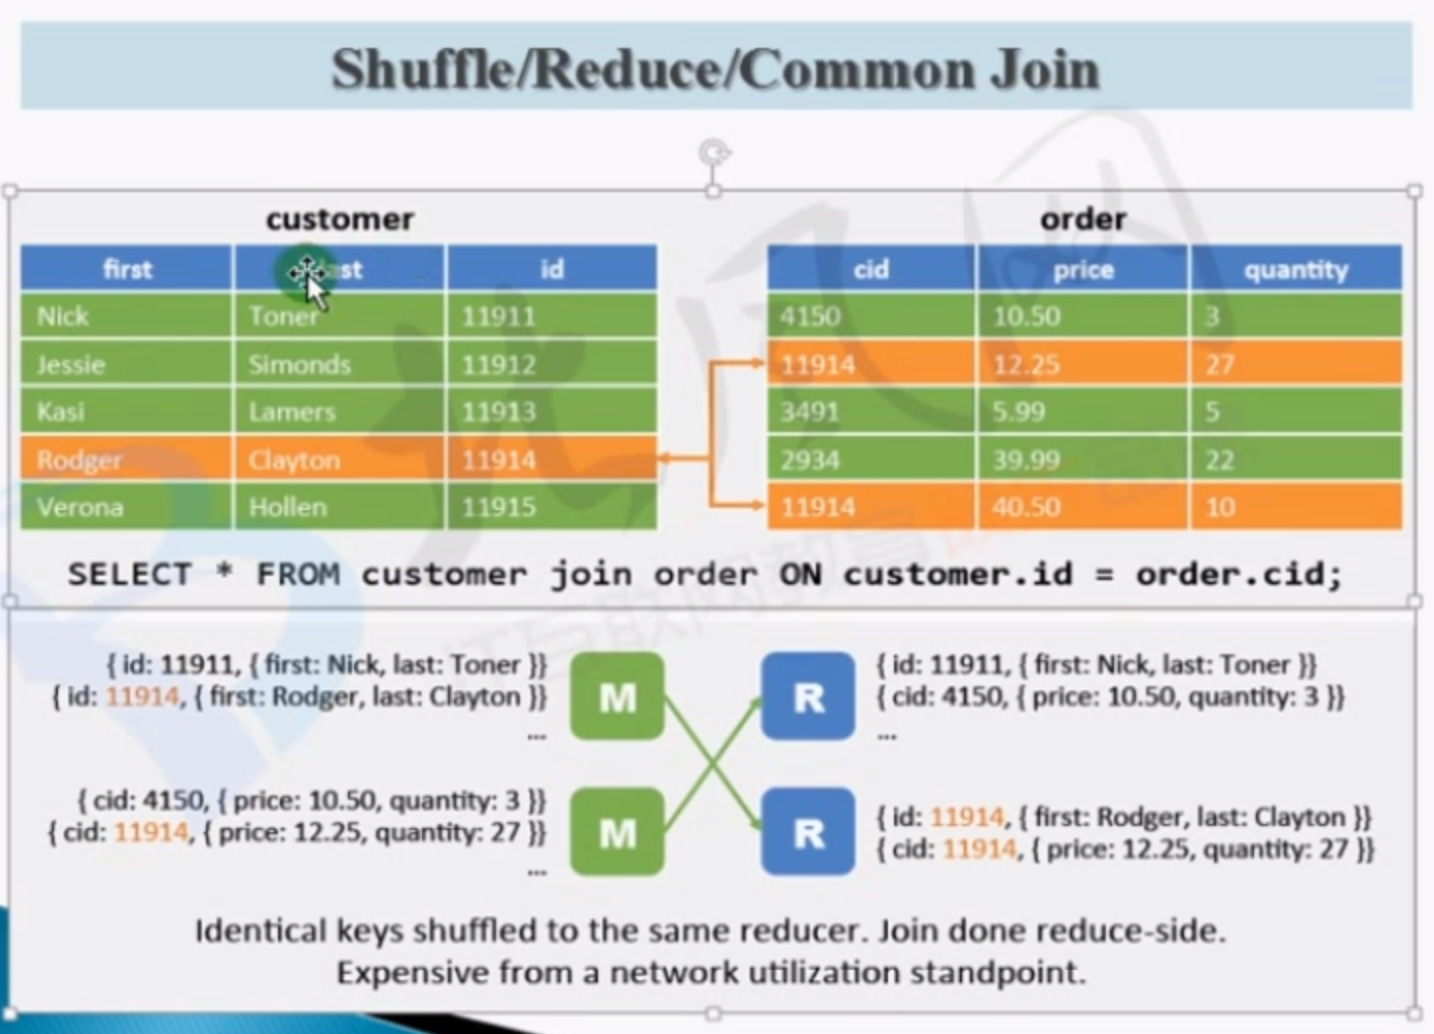 Shuffle/Reduce/Common Join
customer
first last id
Nick Toner 11911
Jessie Simonds 11912
Kasi Lamers 11913
Rodger Clayton 11914
Verona Hollen 11915
order
cid price quantity
4150 10.50 3
11914 12.25 27
3491 5.99 5
2934 39.99 22
11914 40.50 10
SELECT * FROM customer join order ON customer.id = order.cid;
{ id: 11911, { first: Nick, last: Toner }}
{ id: 11914, { first: Rodger, last: Clayton }}
...
M
{ cid: 4150, { price: 10.50, quantity: 3 }}
{ cid: 11914, { price: 12.25, quantity: 27 }}
...
M
R
{ id: 11911, { first: Nick, last: Toner }}
{ cid: 4150, { price: 10.50, quantity: 3 }}
...
R
{ id: 11914, { first: Rodger, last: Clayton }}
{ cid: 11914, { price: 12.25, quantity: 27 }}
Identical keys shuffled to the same reducer. Join done reduce-side.
Expensive from a network utilization standpoint.